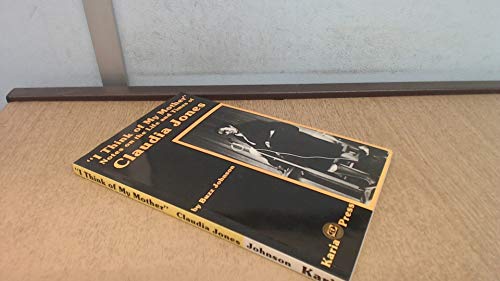 "I Think of My Mother"
Notes on the Life and Times of
Claudia Jones
by Buzz Johnson
Karia Press
"I Think of My Mother" Claudia Jones Johnson Karia